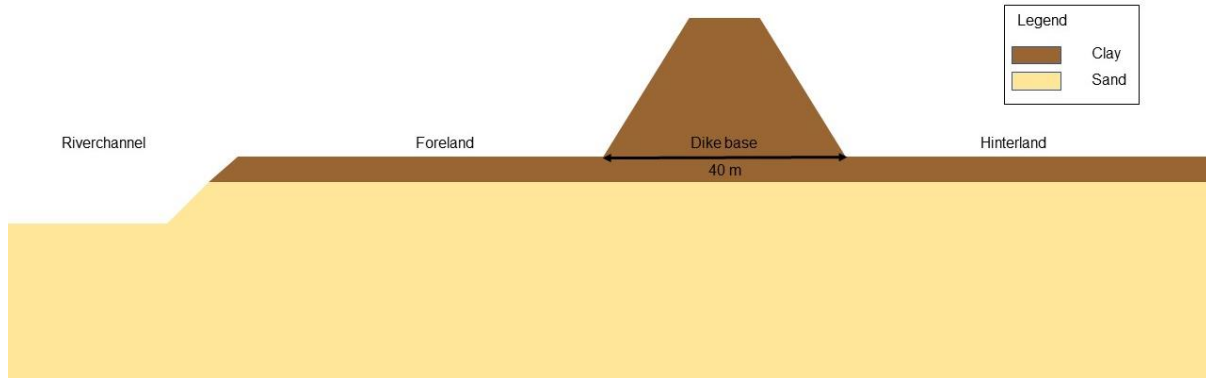 Legend
Clay
Sand
Riverchannel
Foreland
Dike base
Hinterland
40 m